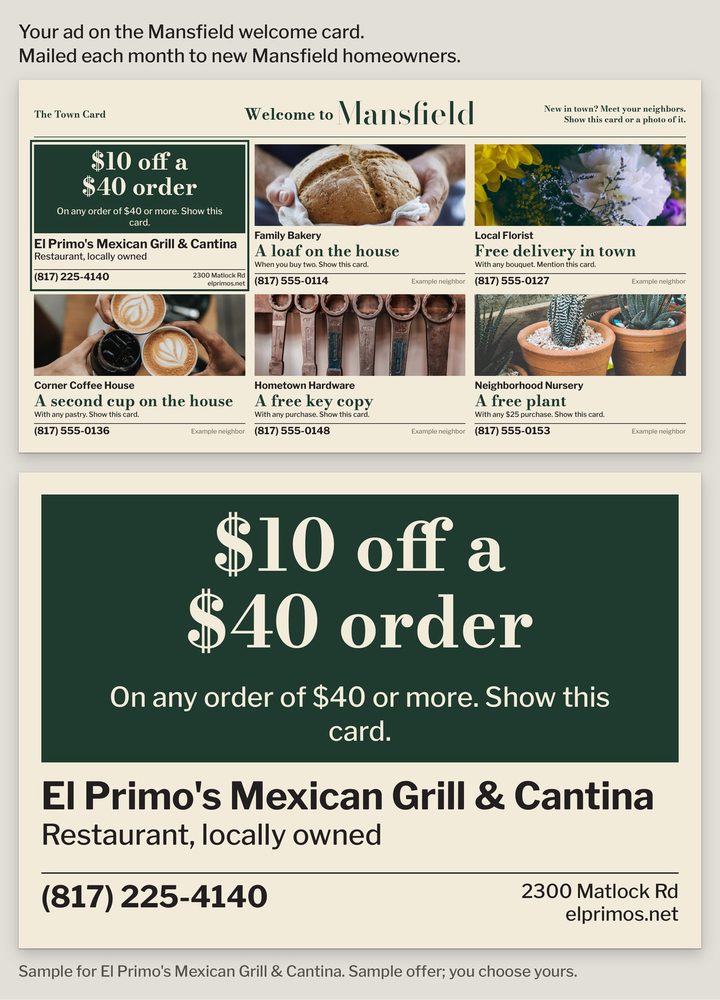 Your ad on the Mansfield welcome card.
Mailed each month to new Mansfield homeowners.
The Town Card
Welcome to Mansfield
New in town? Meet your neighbors.
Show this card or a photo of it.
$10 off a
$40 order
On any order of $40 or more. Show this
card.
El Primo's Mexican Grill & Cantina
Restaurant, locally owned
(817) 225-4140
2300 Matlock Rd
elprimos.net
Family Bakery
A loaf on the house
When you buy two. Show this card.
(817) 555-0114
Example neighbor
Local Florist
Free delivery in town
With any bouquet. Mention this card.
(817) 555-0127
Example neighbor
Corner Coffee House
A second cup on the house
With any pastry. Show this card.
(817) 555-0136
Example neighbor
Hometown Hardware
A free key copy
With any purchase. Show this card.
(817) 555-0148
Example neighbor
Neighborhood Nursery
A free plant
With any $25 purchase. Show this card.
(817) 555-0153
Example neighbor
$10 off a
$40 order
On any order of $40 or more. Show this
card.
El Primo's Mexican Grill & Cantina
Restaurant, locally owned
(817) 225-4140
2300 Matlock Rd
elprimos.net
Sample for El Primo's Mexican Grill & Cantina. Sample offer; you choose yours.